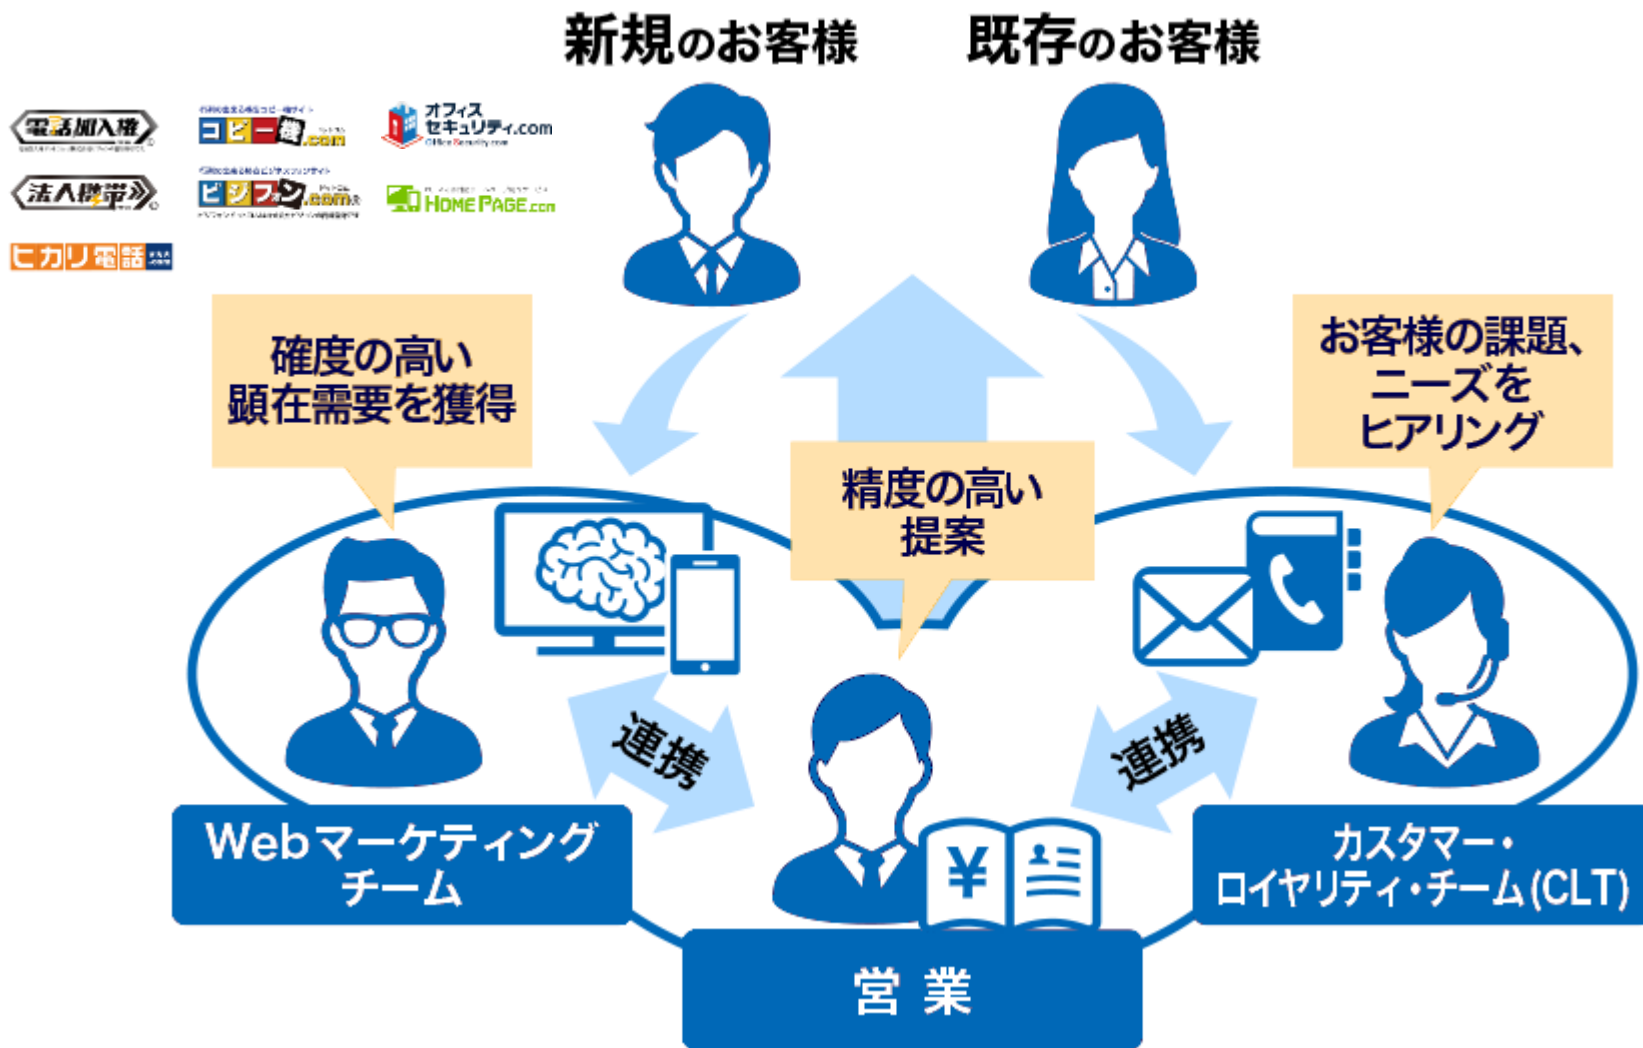 新規のお客様
既存のお客様
電話加入権
コピー機.com
オフィス
セキュリティ.com
Office Security.com
法人携帯
ビジフォン.com
HOMEPAGE.com
ヒカリ電話
確度の高い
顕在需要を獲得
お客様の課題、
ニーズを
ヒアリング
精度の高い
提案
連携
連携
Webマーケティング
チーム
¥
カスタマー・
ロイヤリティ・チーム(CLT)
営業